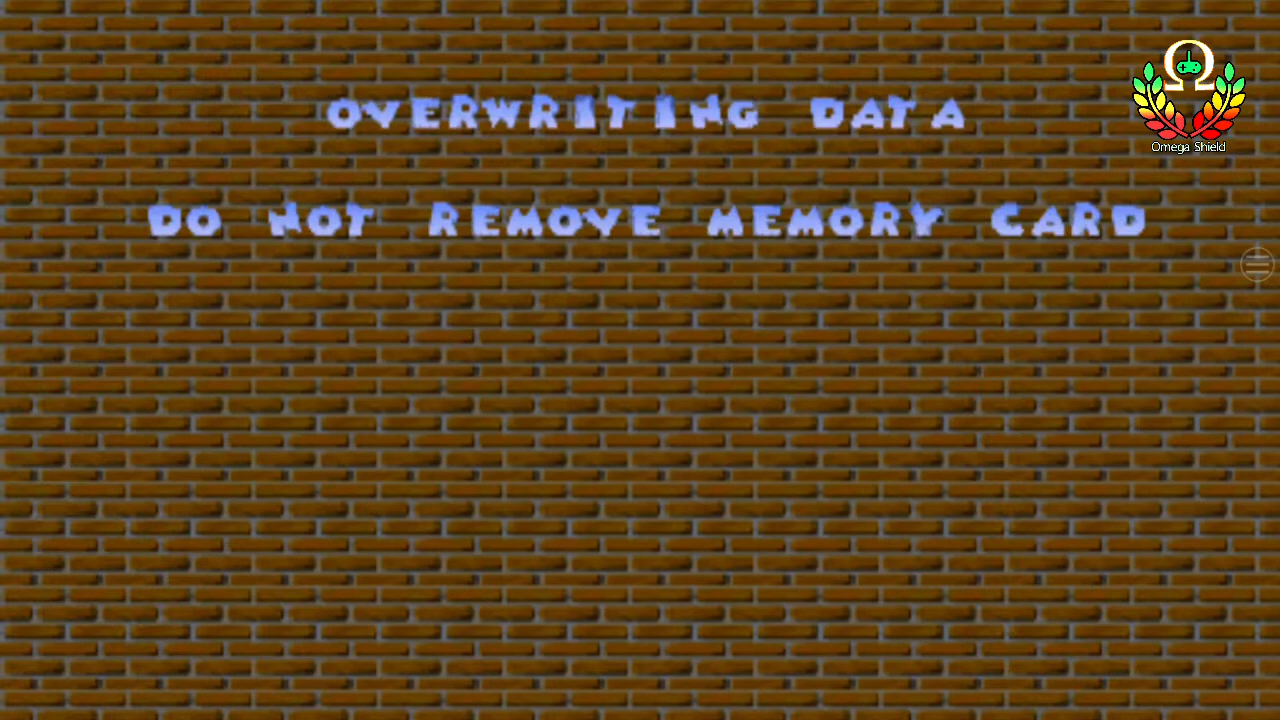 OVERWRITING DATA
DO NOT REMOVE MEMORY CARD
Ω
Omega Shield